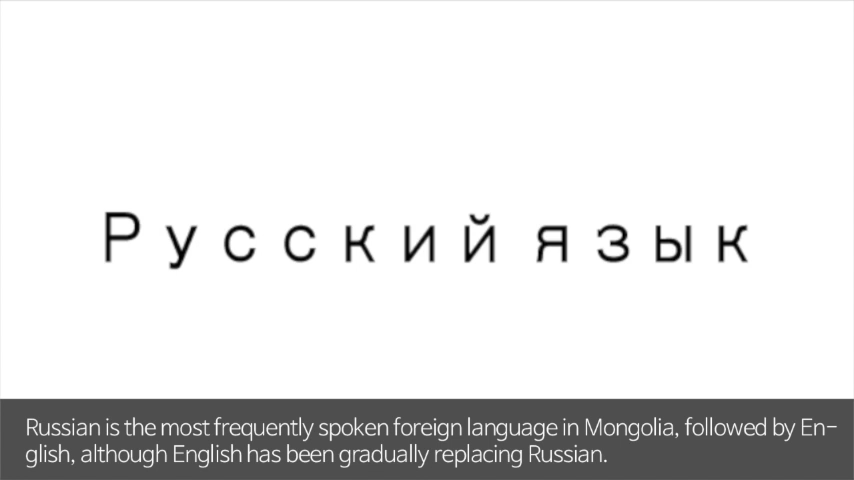 Русский язык
Russian is the most frequently spoken foreign language in Mongolia, followed by En-
glish, although English has been gradually replacing Russian.